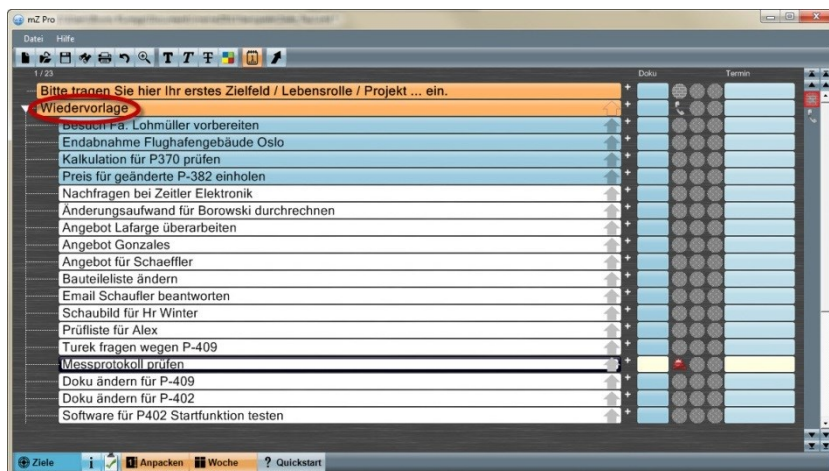 mZ Pro
Datei Hilfe
1 / 23 Doku Termin
Bitte tragen Sie hier Ihr erstes Zielfeld / Lebensrolle / Projekt ... ein.
Wiedervorlage
Besuch Fa. Lohmüller vorbereiten
Endabnahme Flughafengebäude Oslo
Kalkulation für P370 prüfen
Preis für geänderte P-382 einholen
Nachfragen bei Zeitler Elektronik
Änderungsaufwand für Borowski durchrechnen
Angebot Lafarge überarbeiten
Angebot Gonzales
Angebot für Schaeffler
Bauteileliste ändern
Email Schaufler beantworten
Schaubild für Hr Winter
Prüfliste für Alex
Turek fragen wegen P-409
Messprotokoll prüfen
Doku ändern für P-409
Doku ändern für P-402
Software für P402 Startfunktion testen
Ziele i Anpacken Woche ? Quickstart